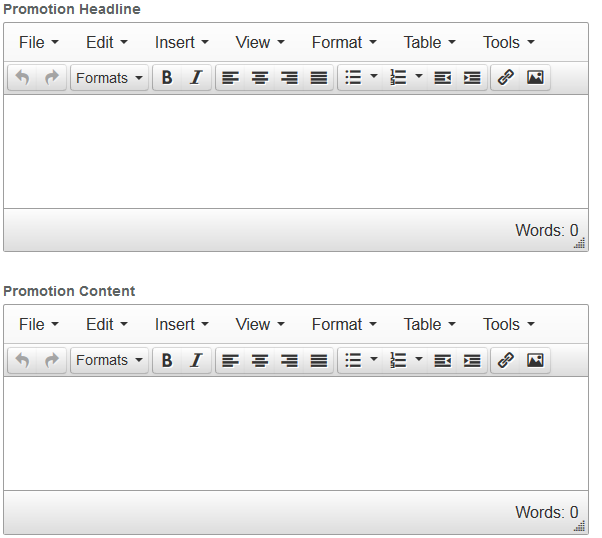 Promotion Headline
File Edit Insert View Format Table Tools
Formats B I
Words: 0
Promotion Content
File Edit Insert View Format Table Tools
Formats B I
Words: 0